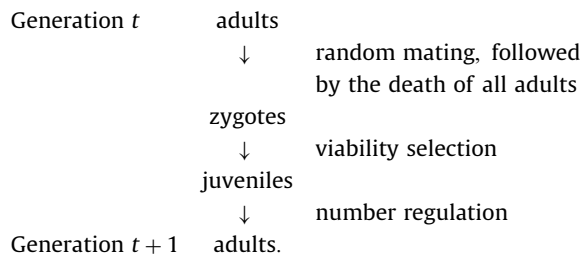 Generation t adults
↓ random mating, followed
by the death of all adults
zygotes
↓ viability selection
juveniles
↓ number regulation
Generation t + 1 adults.